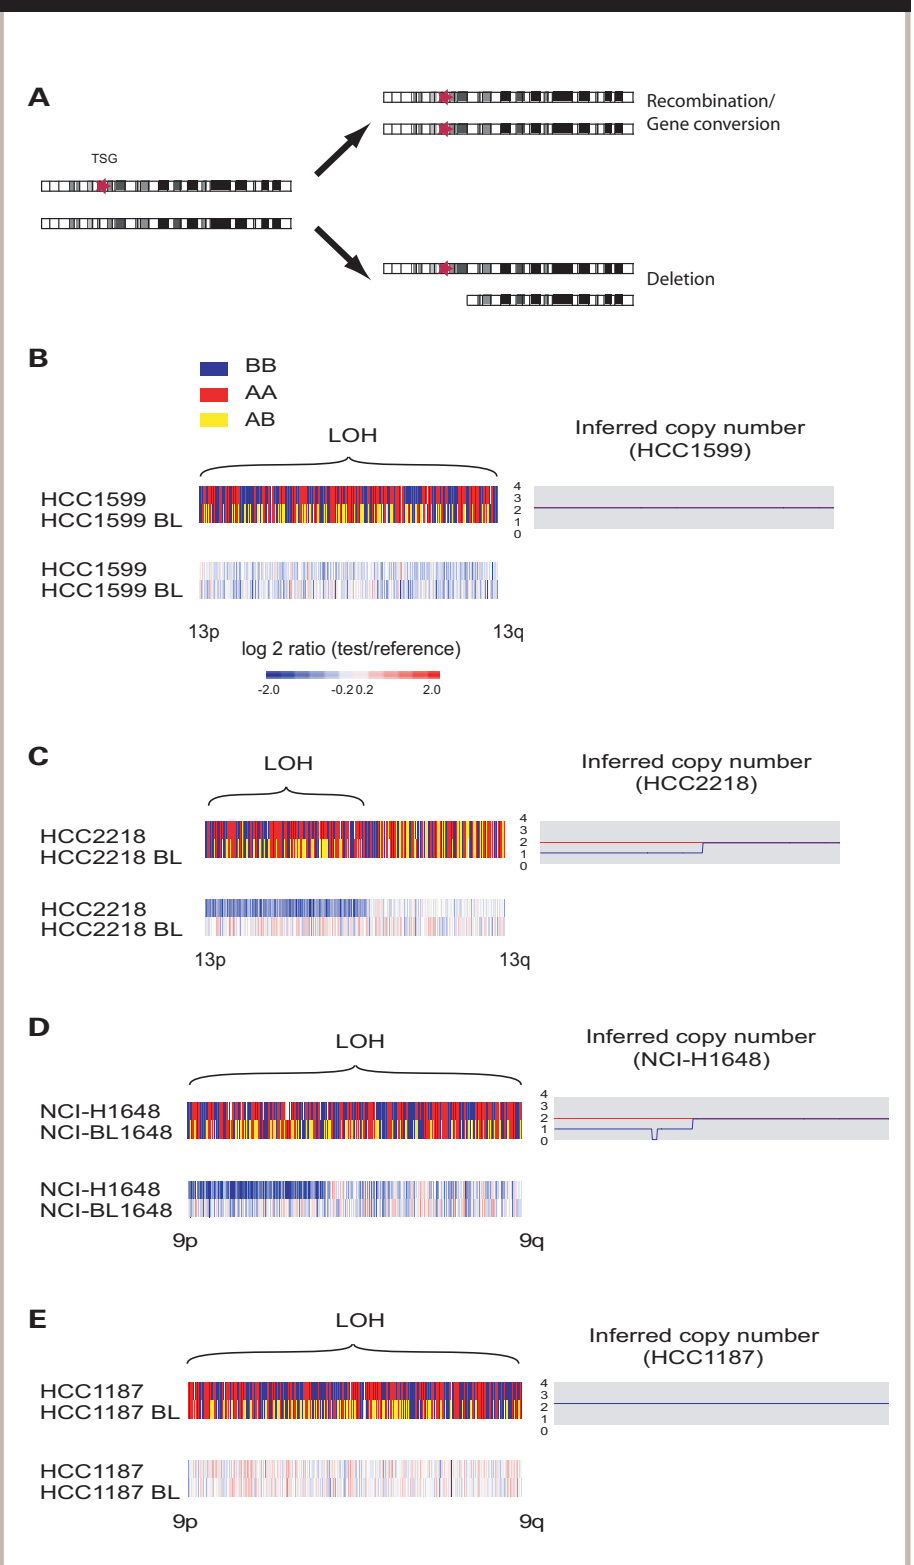 A
TSG
Recombination/
Gene conversion
Deletion
B
BB
AA
AB
LOH
Inferred copy number
(HCC1599)
HCC1599
HCC1599 BL
4
3
2
1
0
HCC1599
HCC1599 BL
13p
13q
log 2 ratio (test/reference)
-2.0
-0.2 0.2
2.0
C
LOH
Inferred copy number
(HCC2218)
HCC2218
HCC2218 BL
4
3
2
1
0
HCC2218
HCC2218 BL
13p
13q
D
LOH
Inferred copy number
(NCI-H1648)
NCI-H1648
NCI-BL1648
4
3
2
1
0
NCI-H1648
NCI-BL1648
9p
9q
E
LOH
Inferred copy number
(HCC1187)
HCC1187
HCC1187 BL
4
3
2
1
0
HCC1187
HCC1187 BL
9p
9q